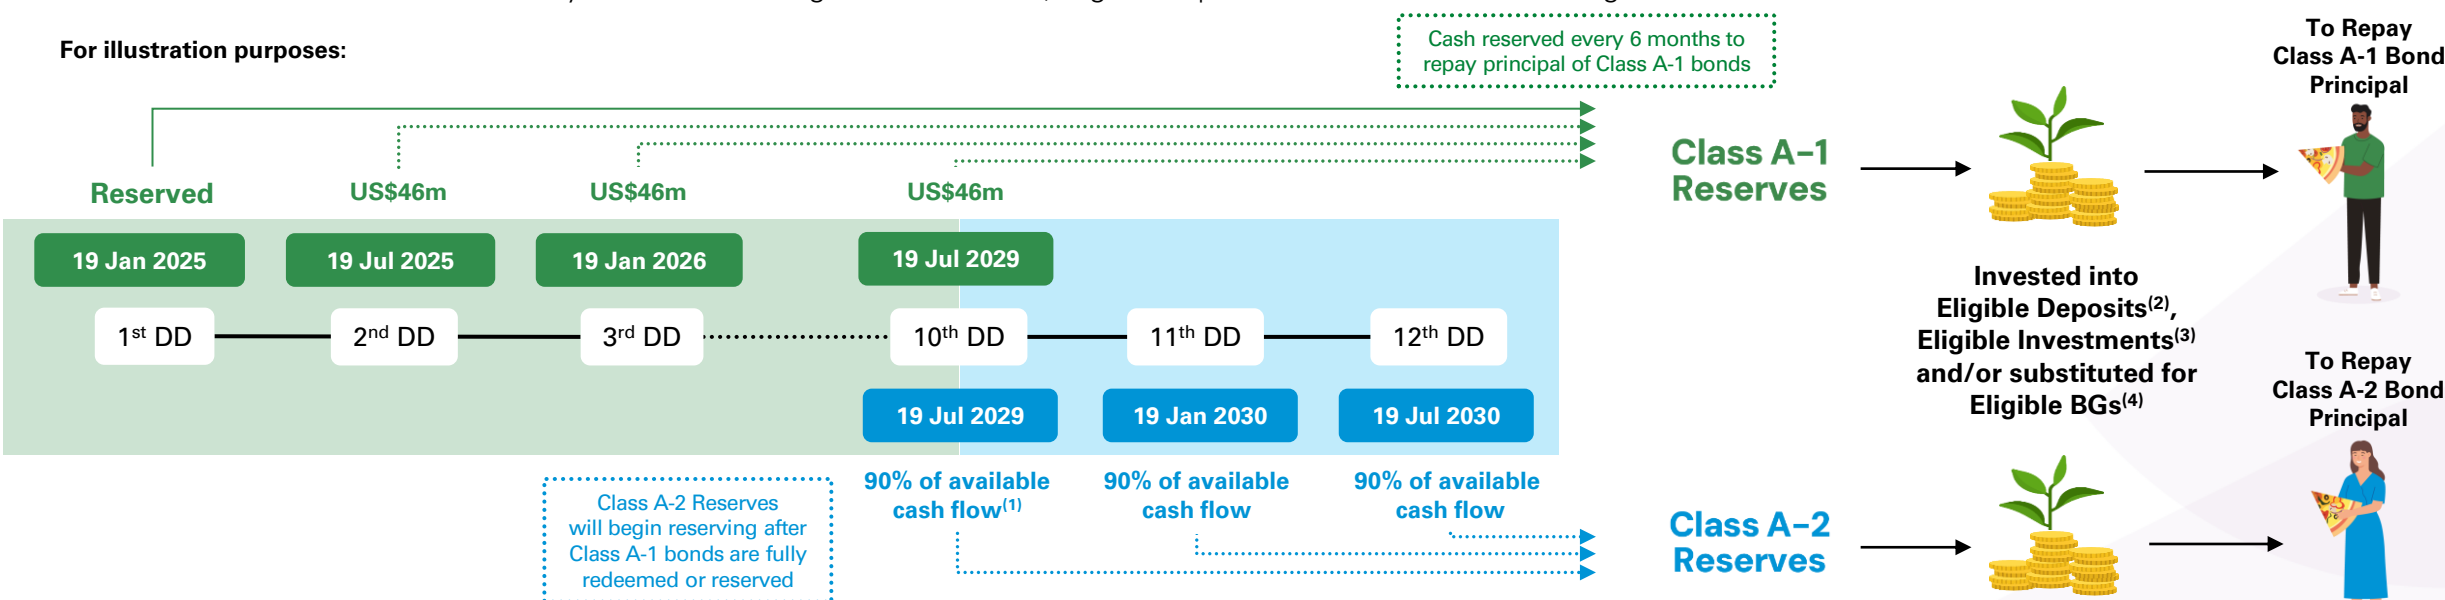 For illustration purposes:
Cash reserved every 6 months to
repay principal of Class A-1 bonds
To Repay
Class A-1 Bond
Principal
Reserved
US$46m
US$46m
US$46m
Class A-1
Reserves
19 Jan 2025
19 Jul 2025
19 Jan 2026
19 Jul 2029
1st DD
2nd DD
3rd DD
10th DD
11th DD
12th DD
19 Jul 2029
19 Jan 2030
19 Jul 2030
Invested into
Eligible Deposits(2),
Eligible Investments(3)
and/or substituted for
Eligible BGs(4)
To Repay
Class A-2 Bond
Principal
Class A-2 Reserves
will begin reserving after
Class A-1 bonds are fully
redeemed or reserved
90% of available
cash flow(1)
90% of available
cash flow
90% of available
cash flow
Class A-2
Reserves